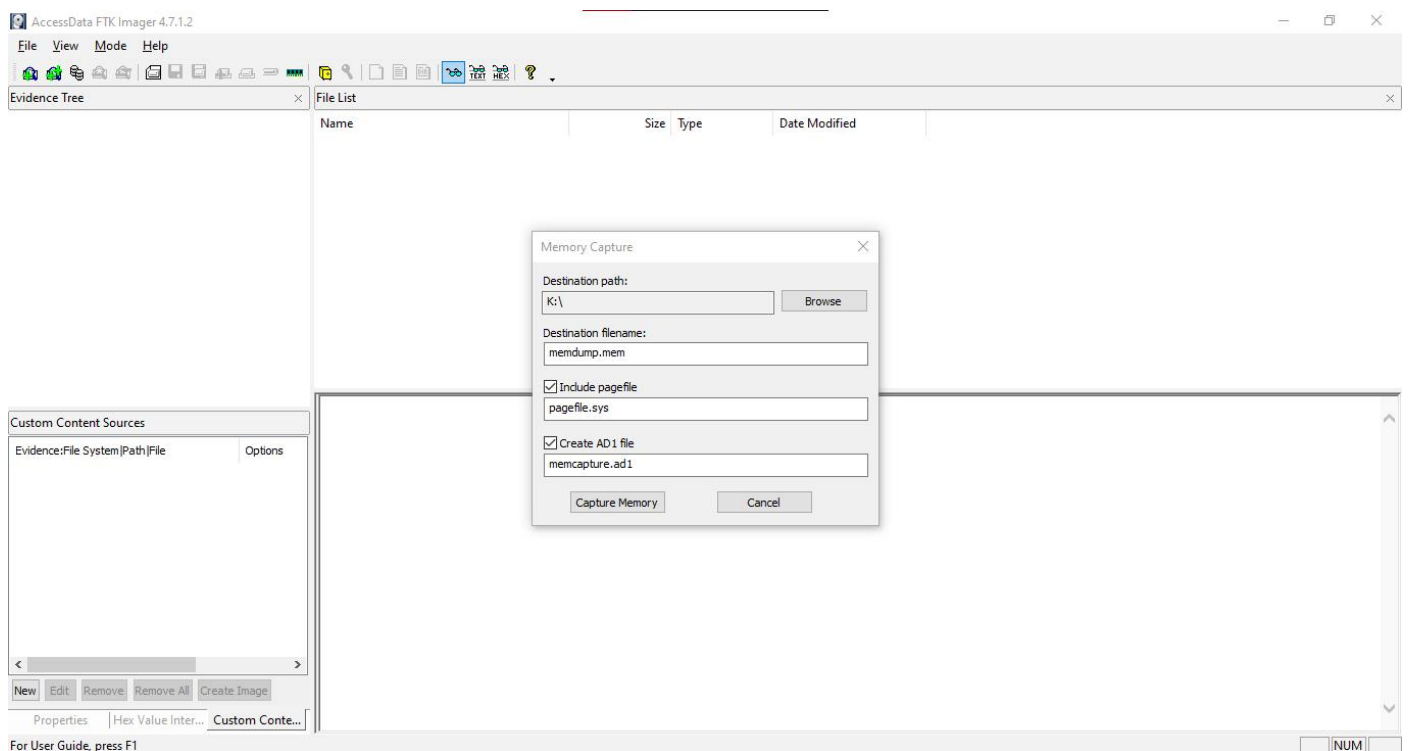 AccessData FTK Imager 4.7.1.2
File View Mode Help
TEXT HEX ?
Evidence Tree
File List
Name Size Type Date Modified
Memory Capture
Destination path:
K:\
Browse
Destination filename:
memdump.mem
Include pagefile
pagefile.sys
Create AD1 file
memcapture.ad1
Capture Memory Cancel
Custom Content Sources
Evidence:File System|Path|File Options
New Edit Remove Remove All Create Image
Properties Hex Value Inter... Custom Conte...
For User Guide, press F1
NUM